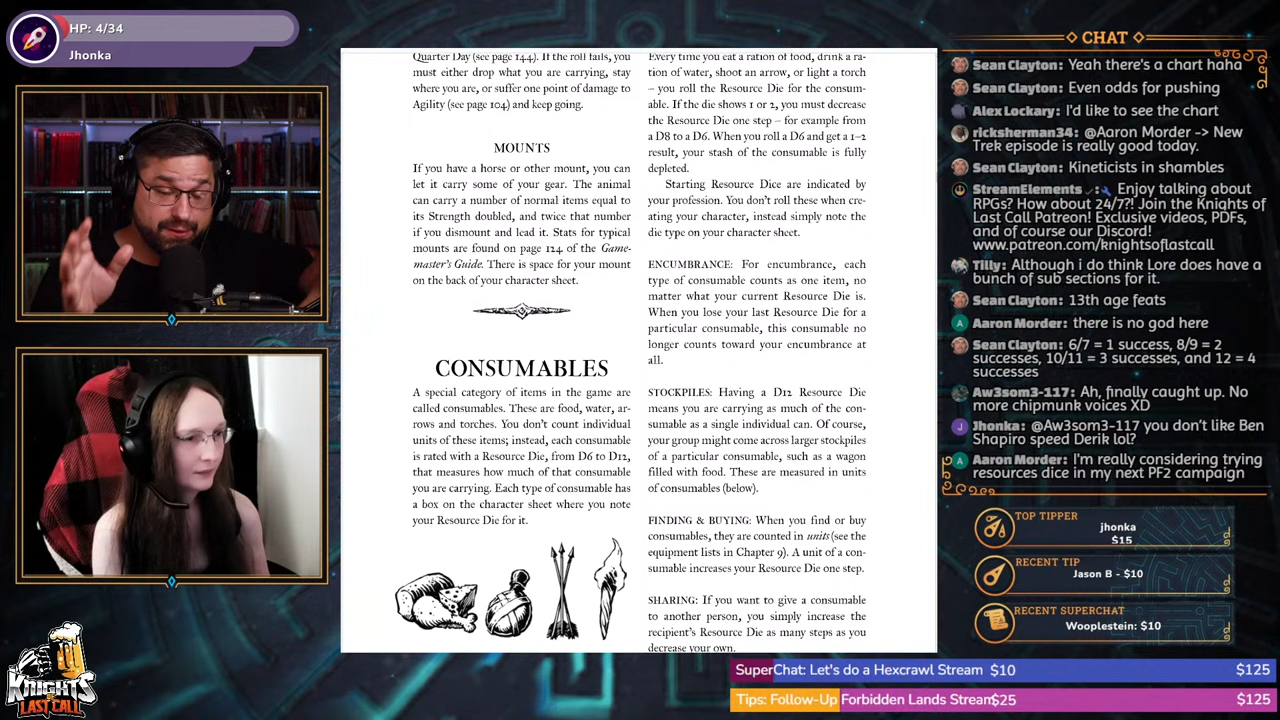 HP: 4/34
Jhonka
Quarter Day (see page 144). If the roll fails, you
must either drop what you are carrying, stay
where you are, or suffer one point of damage to
Agility (see page 104) and keep going.
MOUNTS
If you have a horse or other mount, you can
let it carry some of your gear. The animal
can carry a number of normal items equal to
its Strength doubled, and twice that number
if you dismount and lead it. Stats for typical
mounts are found on page 124 of the Game-
master's Guide. There is space for your mount
on the back of your character sheet.
CONSUMABLES
A special category of items in the game are
called consumables. These are food, water, ar-
rows and torches. You don't count individual
units of these items; instead, each consumable
is rated with a Resource Die, from D6 to D12,
that measures how much of that consumable
you are carrying. Each type of consumable has
a box on the character sheet where you note
your Resource Die for it.
Every time you eat a ration of food, drink a ra-
tion of water, shoot an arrow, or light a torch
– you roll the Resource Die for the consum-
able. If the die shows 1 or 2, you must decrease
the Resource Die one step – for example from
a D8 to a D6. When you roll a D6 and get a 1–2
result, your stash of the consumable is fully
depleted.
Starting Resource Dice are indicated by
your profession. You don't roll these when cre-
ating your character, instead simply note the
die type on your character sheet.
ENCUMBRANCE: For encumbrance, each
type of consumable counts as one item, no
matter what your current Resource Die is.
When you lose your last Resource Die for a
particular consumable, this consumable no
longer counts toward your encumbrance at
all.
STOCKPILES: Having a D12 Resource Die
means you are carrying as much of the con-
sumable as a single individual can. Of course,
your group might come across larger stockpiles
of a particular consumable, such as a wagon
filled with food. These are measured in units
of consumables (below).
FINDING & BUYING: When you find or buy
consumables, they are counted in units (see the
equipment lists in Chapter 9). A unit of a con-
sumable increases your Resource Die one step.
SHARING: If you want to give a consumable
to another person, you simply increase the
recipient's Resource Die as many steps as you
decrease your own.
CHAT
Sean Clayton: Yeah there's a chart haha
Sean Clayton: Even odds for pushing
Alex Lockary: I'd like to see the chart
ricksherman34: @Aaron Morder -> New
Trek episode is really good today.
Sean Clayton: Kineticists in shambles
StreamElements: Enjoy talking about
RPGs? How about 24/7?! Join the Knights of
Last Call Patreon! Exclusive videos, PDFs,
and of course our Discord!
www.patreon.com/knightsoflastcall
Tilly: Although i do think Lore does have a
bunch of sub sections for it.
Sean Clayton: 13th age feats
A Aaron Morder: there is no god here
Sean Clayton: 6/7 = 1 success, 8/9 = 2
successes, 10/11 = 3 successes, and 12 = 4
successes
Aw3som3-117: Ah, finally caught up. No
more chipmunk voices XD
J Jhonka: @Aw3som3-117 you don't like Ben
Shapiro speed Derik lol?
A Aaron Morder: I'm really considering trying
resources dice in my next PF2 campaign
TOP TIPPER
jhonka
$15
RECENT TIP
Jason B - $10
RECENT SUPERCHAT
Wooplestein: $10
SuperChat: Let's do a Hexcrawl Stream $10 $125
Tips: Follow-Up Forbidden Lands Stream $25 $125
KNIGHTS
OF
LAST CALL